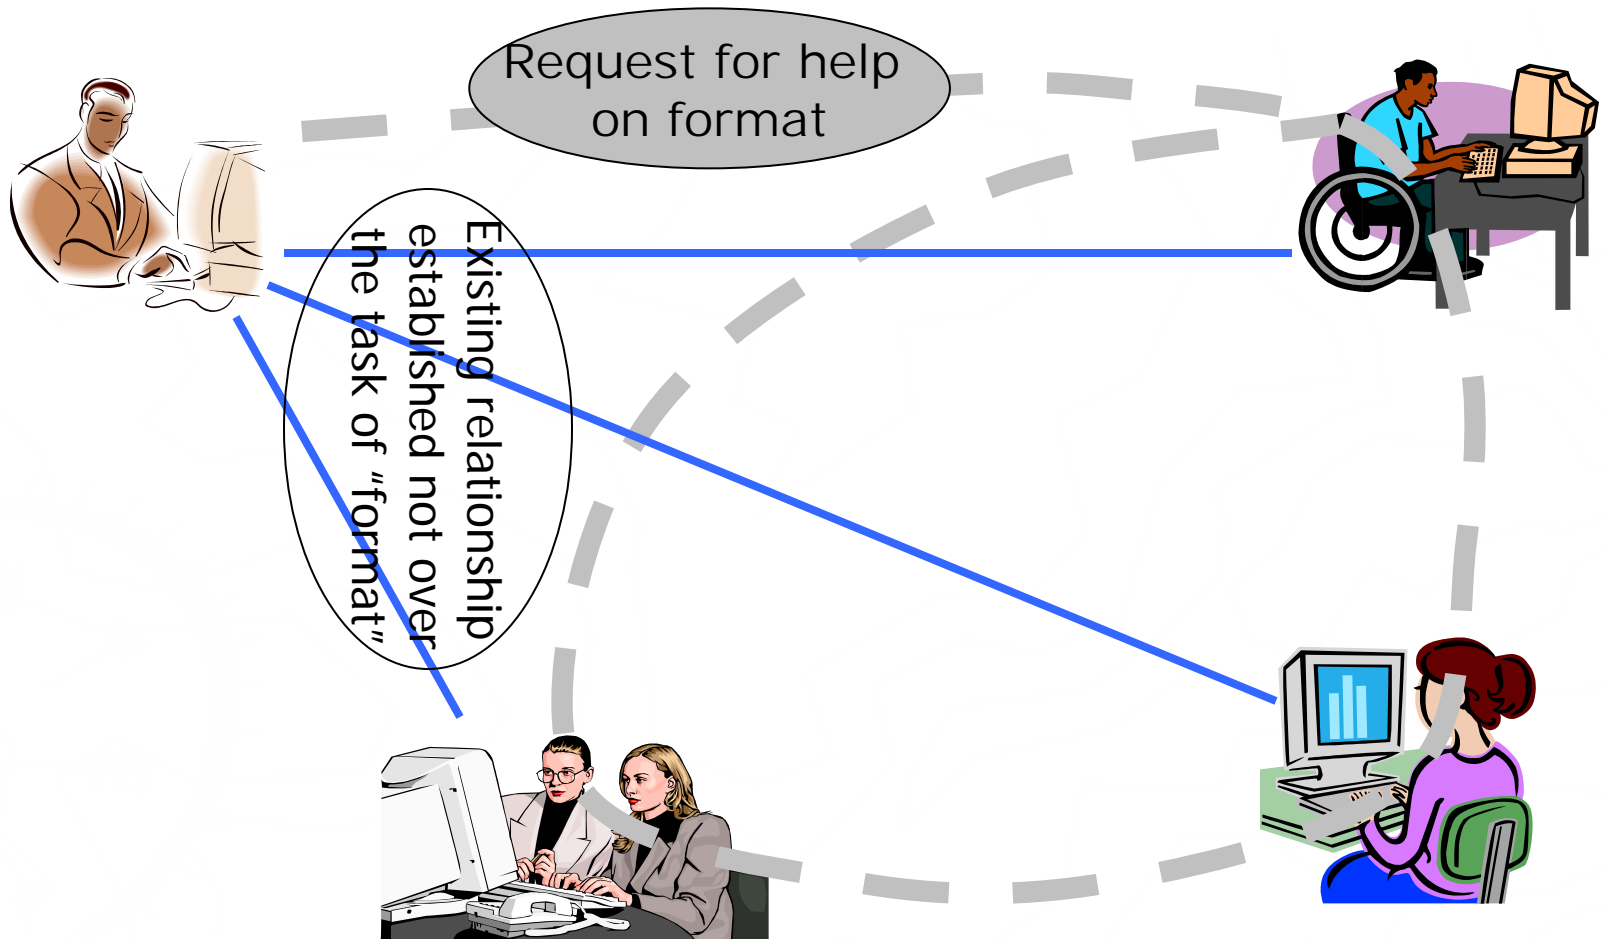 Request for help
on format
Existing relationship
established not over
the task of “format”